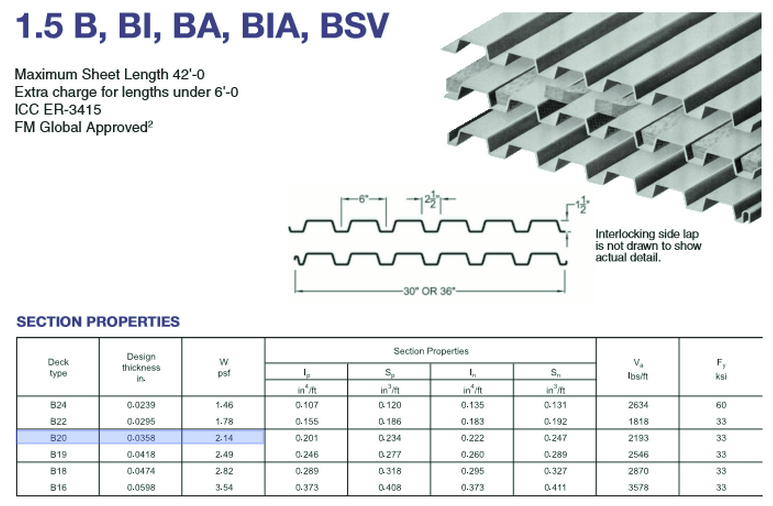 1.5 B, BI, BA, BIA, BSV
Maximum Sheet Length 42'-0
Extra charge for lengths under 6'-0
ICC ER-3415
FM Global Approved²
6"
2½"
1½"
Interlocking side lap
is not drawn to show
actual detail.
30" OR 36"
SECTION PROPERTIES
Deck type Design thickness in. W psf Section Properties Va lbs/ft Fy ksi
Ip Sp In Sn
in⁴/ft in³/ft in⁴/ft in³/ft
B24 0.0239 1.46 0.107 0.120 0.135 0.131 2634 60
B22 0.0295 1.78 0.155 0.186 0.183 0.192 1818 33
B20 0.0358 2.14 0.201 0.234 0.222 0.247 2193 33
B19 0.0418 2.49 0.246 0.277 0.260 0.289 2546 33
B18 0.0474 2.82 0.289 0.318 0.295 0.327 2870 33
B16 0.0598 3.54 0.373 0.408 0.373 0.411 3578 33